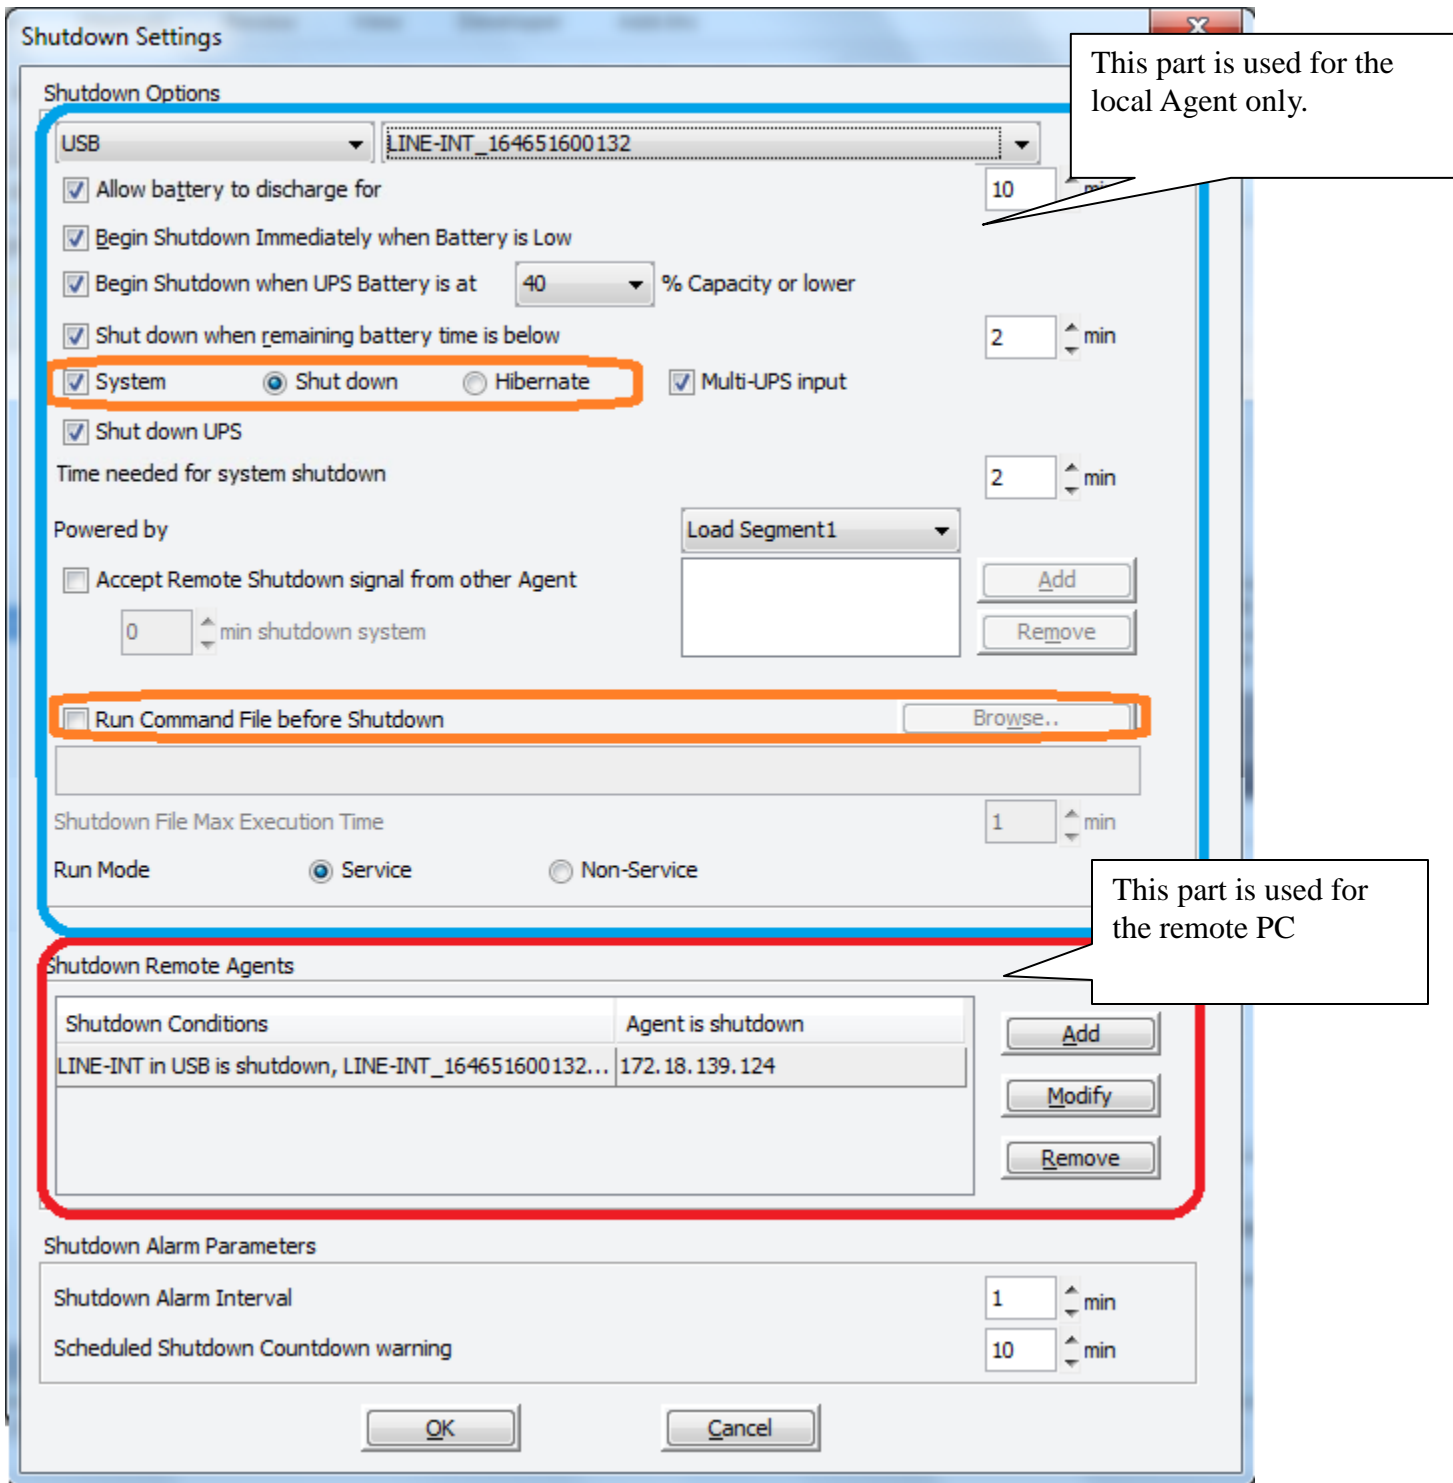 Shutdown Settings
This part is used for the
local Agent only.
Shutdown Options
USB LINE-INT_164651600132
Allow battery to discharge for 10
Begin Shutdown Immediately when Battery is Low
Begin Shutdown when UPS Battery is at 40 % Capacity or lower
Shut down when remaining battery time is below 2 min
System Shut down Hibernate Multi-UPS input
Shut down UPS
Time needed for system shutdown 2 min
Powered by Load Segment1
Accept Remote Shutdown signal from other Agent Add
0 min shutdown system Remove
Run Command File before Shutdown Browse..
Shutdown File Max Execution Time 1 min
Run Mode Service Non-Service
This part is used for
the remote PC
Shutdown Remote Agents
Shutdown Conditions Agent is shutdown
LINE-INT in USB is shutdown, LINE-INT_164651600132... 172.18.139.124
Add
Modify
Remove
Shutdown Alarm Parameters
Shutdown Alarm Interval 1 min
Scheduled Shutdown Countdown warning 10 min
OK Cancel